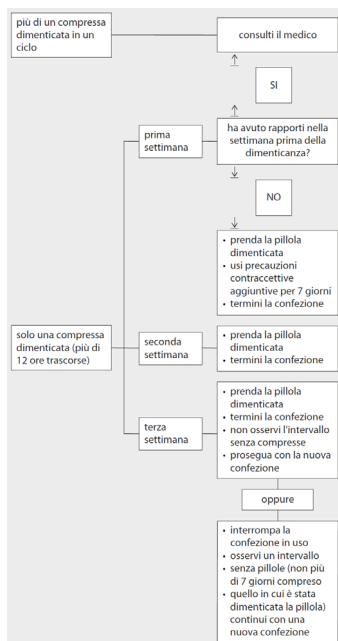 più di un compressa
dimenticata in un
ciclo
consulti il medico
SI
prima
settimana
ha avuto rapporti nella
settimana prima della
dimenticanza?
NO
• prenda la pillola
dimenticata
• usi precauzioni
contraccettive
aggiuntive per 7 giorni
• termini la confezione
solo una compressa
dimenticata (più di
12 ore trascorse)
seconda
settimana
• prenda la pillola
dimenticata
• termini la confezione
terza
settimana
• prenda la pillola
dimenticata
• termini la confezione
• non osservi l'intervallo
senza compresse
• prosegua con la nuova
confezione
oppure
• interrompa la
confezione in uso
• osservi un intervallo
• senza pillole (non più
di 7 giorni compreso
• quello in cui è stata
dimenticata la pillola)
continui con una
nuova confezione